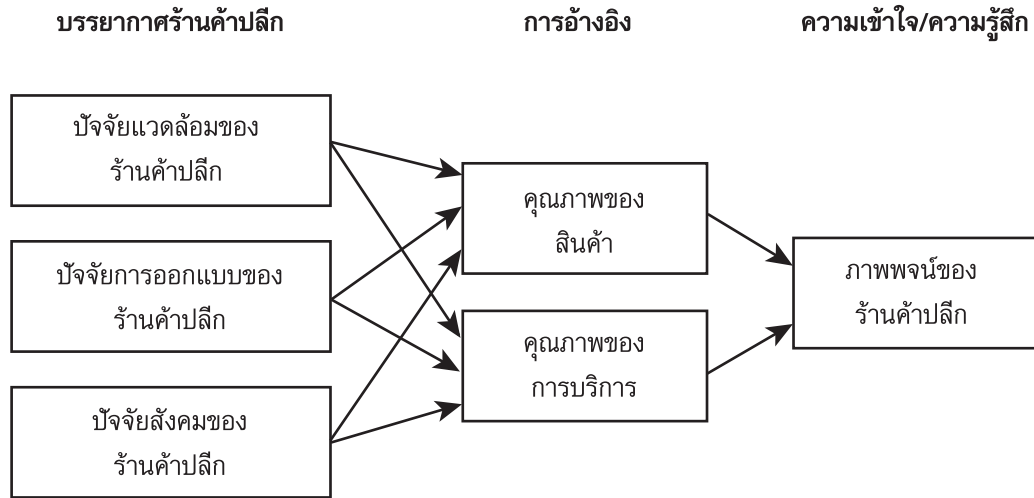 บรรยากาศร้านค้าปลีก
การอ้างอิง
ความเข้าใจ/ความรู้สึก
ปัจจัยแวดล้อมของ
ร้านค้าปลีก
ปัจจัยการออกแบบของ
ร้านค้าปลีก
ปัจจัยสังคมของ
ร้านค้าปลีก
คุณภาพของ
สินค้า
คุณภาพของ
การบริการ
ภาพพจน์ของ
ร้านค้าปลีก